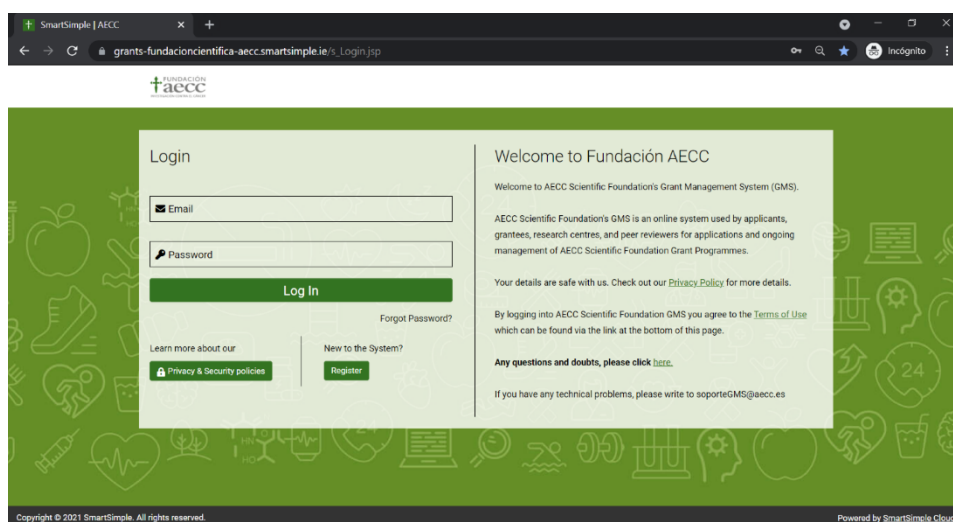 SmartSimple | AECC
grants-fundacioncientifica-aecc.smartsimple.ie/s_Login.jsp
Incógnito
FUNDACIÓN
aecc
Login
Email
Password
Log In
Forgot Password?
Learn more about our
Privacy & Security policies
New to the System?
Register
Welcome to Fundación AECC
Welcome to AECC Scientific Foundation's Grant Management System (GMS).
AECC Scientific Foundation's GMS is an online system used by applicants,
grantees, research centres, and peer reviewers for applications and ongoing
management of AECC Scientific Foundation Grant Programmes.
Your details are safe with us. Check out our Privacy Policy for more details.
By logging into AECC Scientific Foundation GMS you agree to the Terms of Use
which can be found via the link at the bottom of this page.
Any questions and doubts, please click here.
If you have any technical problems, please write to soporteGMS@aecc.es
24
HN
HO
Copyright © 2021 SmartSimple. All rights reserved.
Powered by SmartSimple Cloud